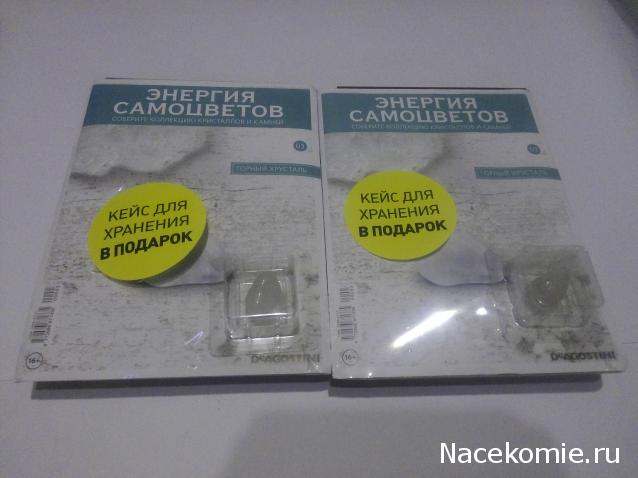 ЭНЕРГИЯ
САМОЦВЕТОВ
СОБЕРИТЕ КОЛЛЕКЦИЮ КРИСТАЛЛОВ И КАМНЕЙ
01
ГОРНЫЙ ХРУСТАЛЬ
КЕЙС ДЛЯ
ХРАНЕНИЯ
В ПОДАРОК
16+
DeAGOSTINI
ЭНЕРГИЯ
САМОЦВЕТОВ
СОБЕРИТЕ КОЛЛЕКЦИЮ КРИСТАЛЛОВ И КАМНЕЙ
ГОРНЫЙ ХРУСТАЛЬ
КЕЙС ДЛЯ
ХРАНЕНИЯ
В ПОДАРОК
16+
DeAGOSTINI
Nacekomie.ru